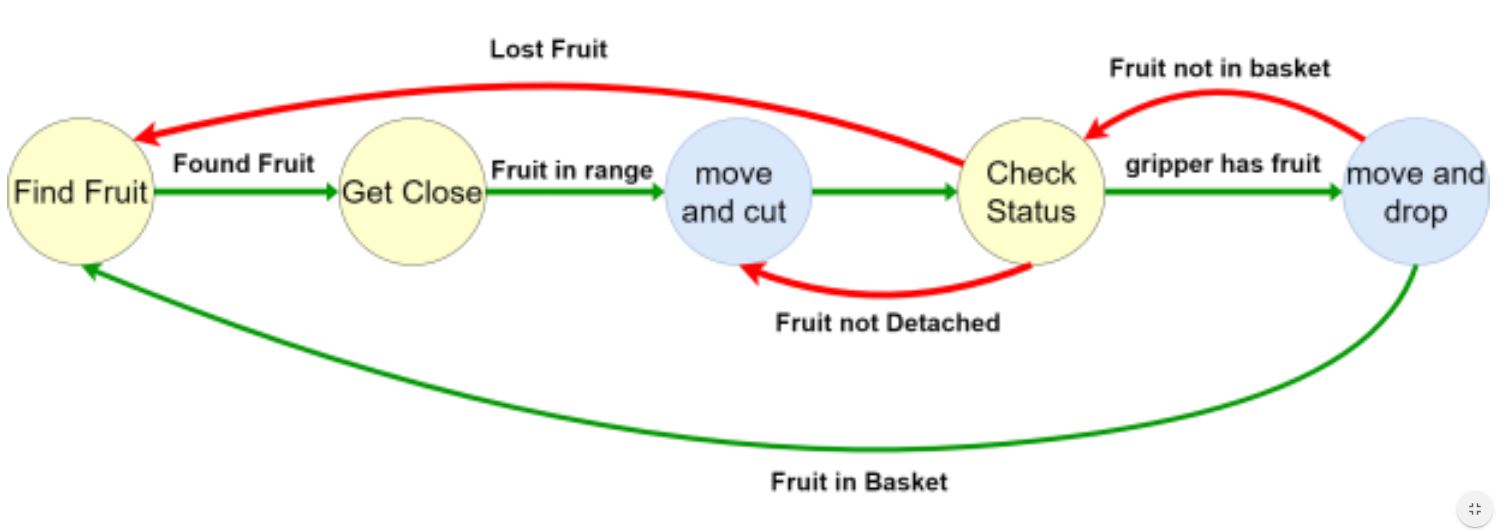 Lost Fruit
Fruit not in basket
Found Fruit
Fruit in range
gripper has fruit
Find Fruit
Get Close
move
and cut
Check
Status
move and
drop
Fruit not Detached
Fruit in Basket